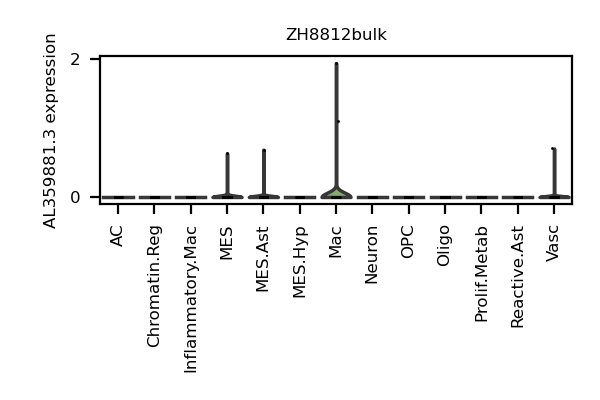 ZH8812bulk
AL359881.3 expression
2
0
AC
Chromatin.Reg
Inflammatory.Mac
MES
MES.Ast
MES.Hyp
Mac
Neuron
OPC
Oligo
Prolif.Metab
Reactive.Ast
Vasc